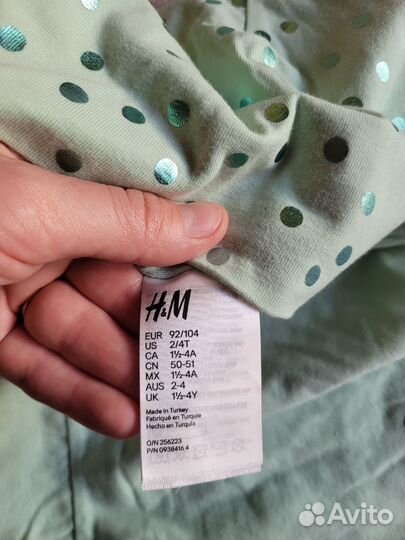 H&M
EUR 92/104
US 2/4T
CA 1½-4A
CN 50-51
MX 1½-4A
AUS 2-4
UK 1½-4Y
Made in Turkey
Fabriqué en Turquie
Hecho en Turquía
O/N 256223
P/N 0938416 4
Avito